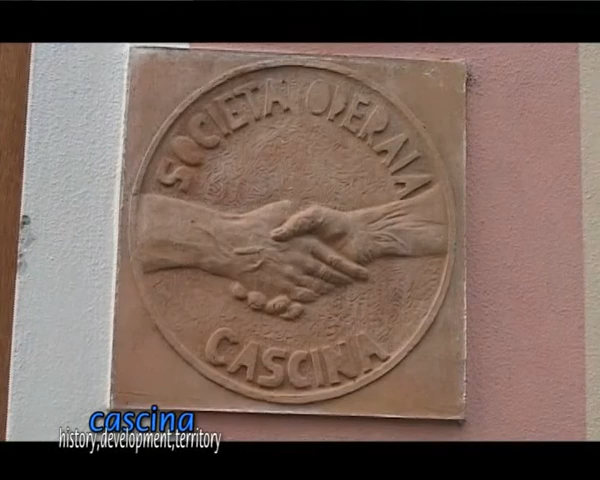 SOCIETA OPERAIA
CASCINA
cascina
history,development,territory